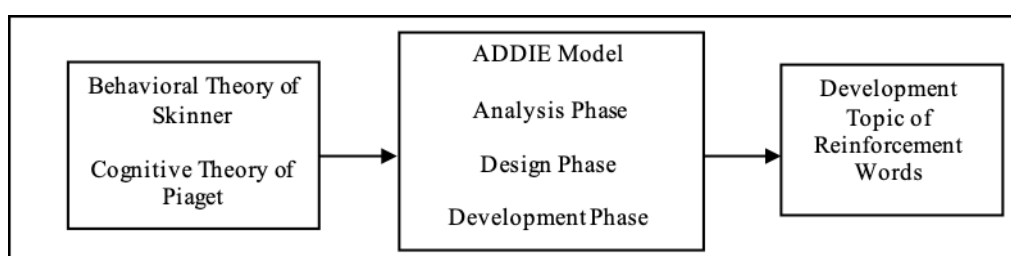 Behavioral Theory of
Skinner
Cognitive Theory of
Piaget
ADDIE Model
Analysis Phase
Design Phase
Development Phase
Development
Topic of
Reinforcement
Words